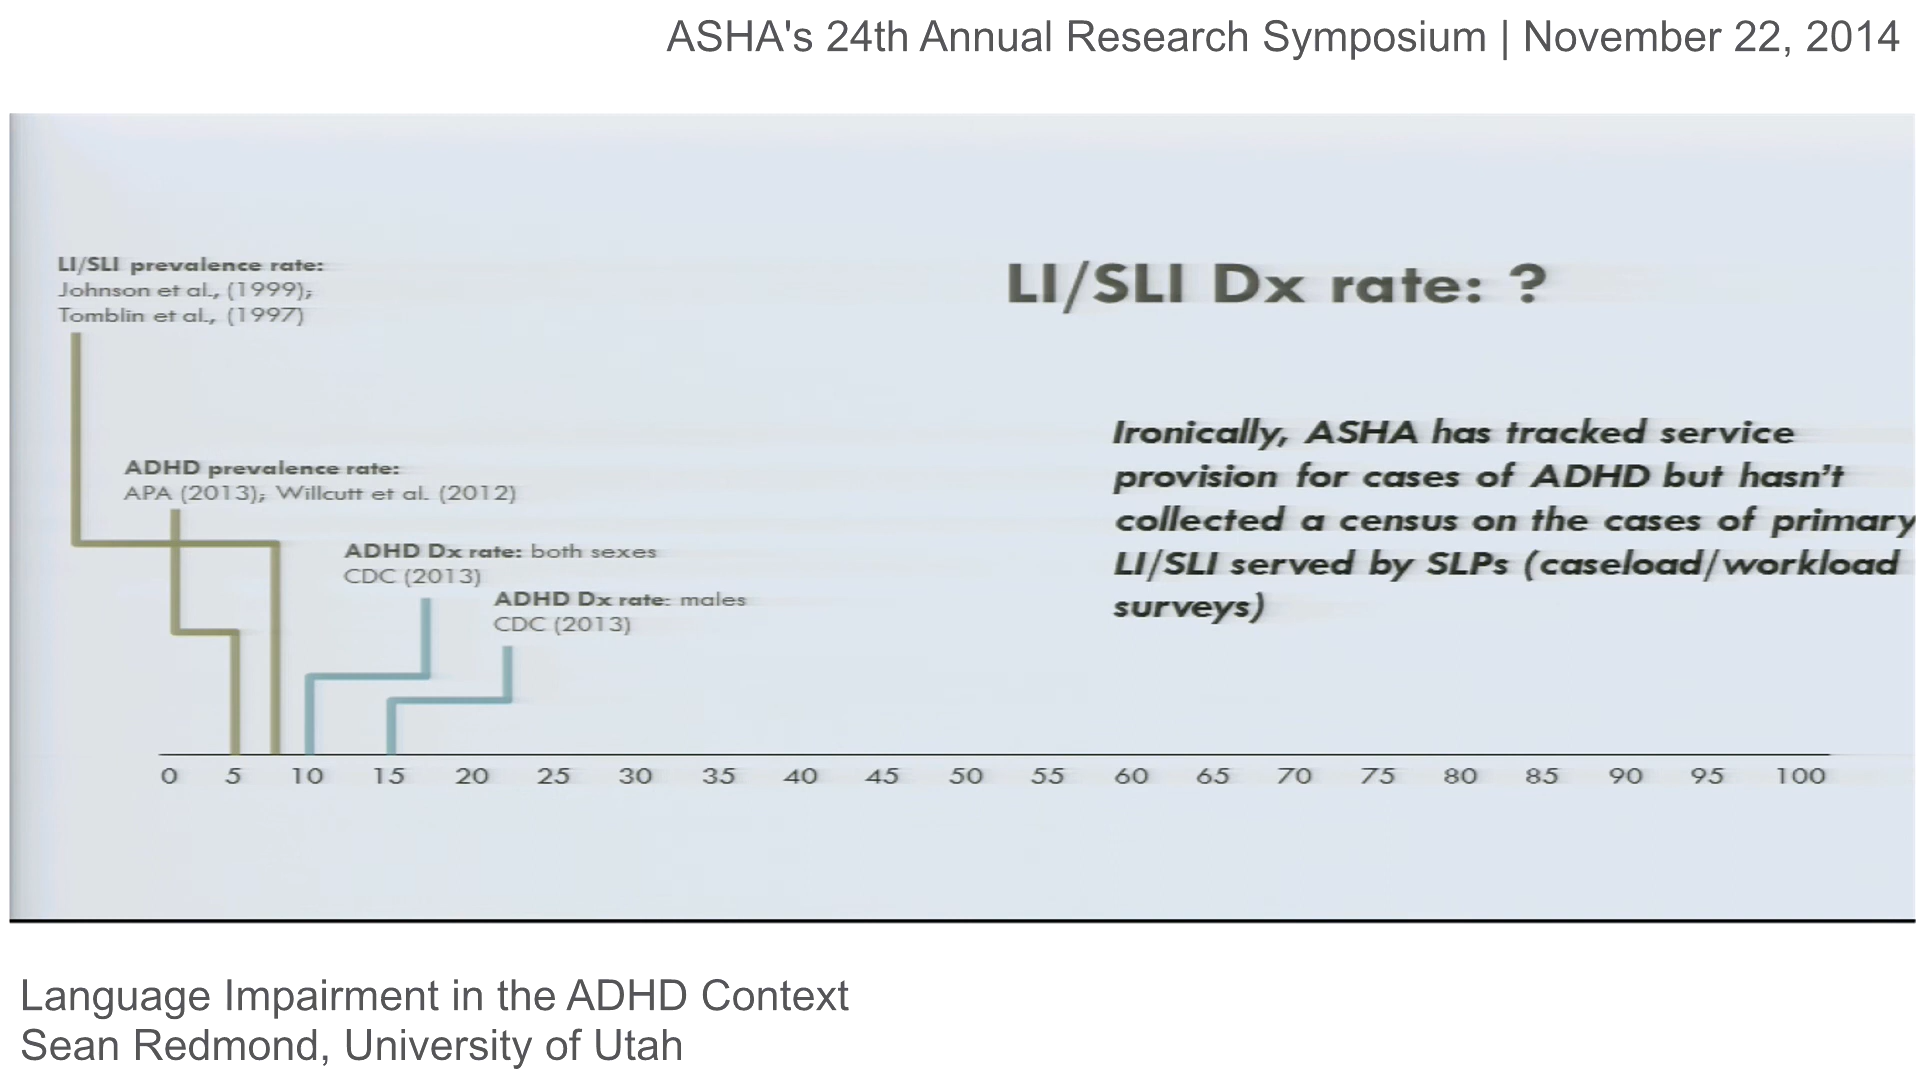 ASHA's 24th Annual Research Symposium | November 22, 2014
LI/SLI prevalence rate:
Johnson et al., (1999);
Tomblin et al., (1997)
LI/SLI Dx rate: ?
Ironically, ASHA has tracked service
provision for cases of ADHD but hasn't
collected a census on the cases of primary
LI/SLI served by SLPs (caseload/workload
surveys)
ADHD prevalence rate:
APA (2013); Willcutt et al. (2012)
ADHD Dx rate: both sexes
CDC (2013)
ADHD Dx rate: males
CDC (2013)
0 5 10 15 20 25 30 35 40 45 50 55 60 65 70 75 80 85 90 95 100
Language Impairment in the ADHD Context
Sean Redmond, University of Utah